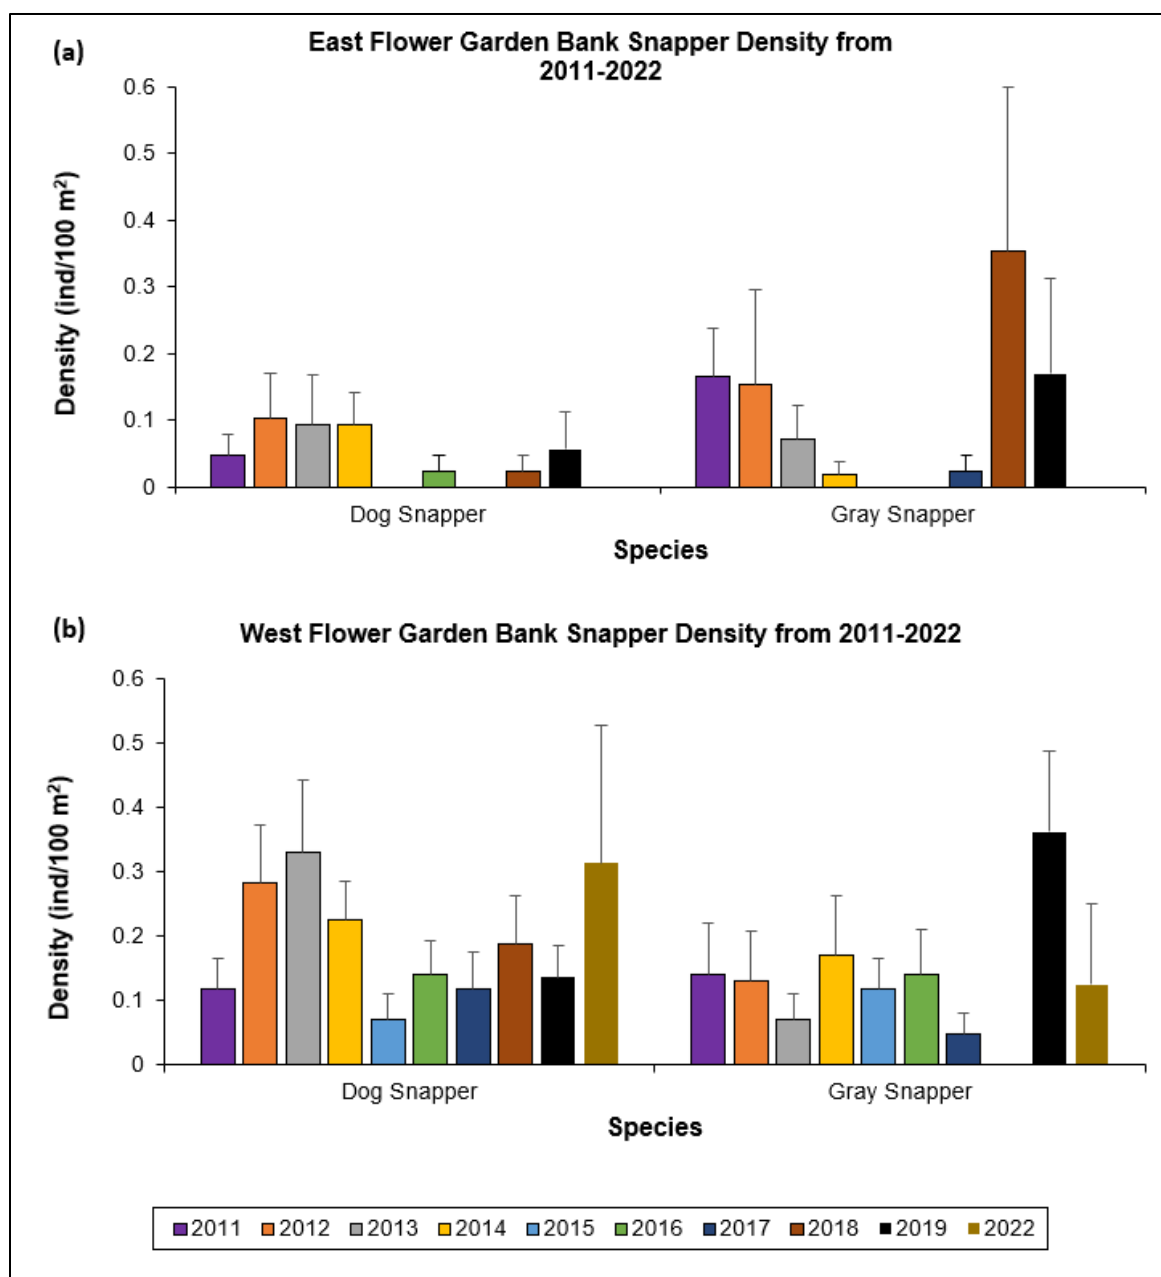 (a)
East Flower Garden Bank Snapper Density from
2011-2022
0.6
0.5
0.4
0.3
0.2
0.1
0
Density (ind/100 m²)
Dog Snapper
Gray Snapper
Species
(b)
West Flower Garden Bank Snapper Density from 2011-2022
0.6
0.5
0.4
0.3
0.2
0.1
0
Density (ind/100 m²)
Dog Snapper
Gray Snapper
Species
2011 2012 2013 2014 2015 2016 2017 2018 2019 2022